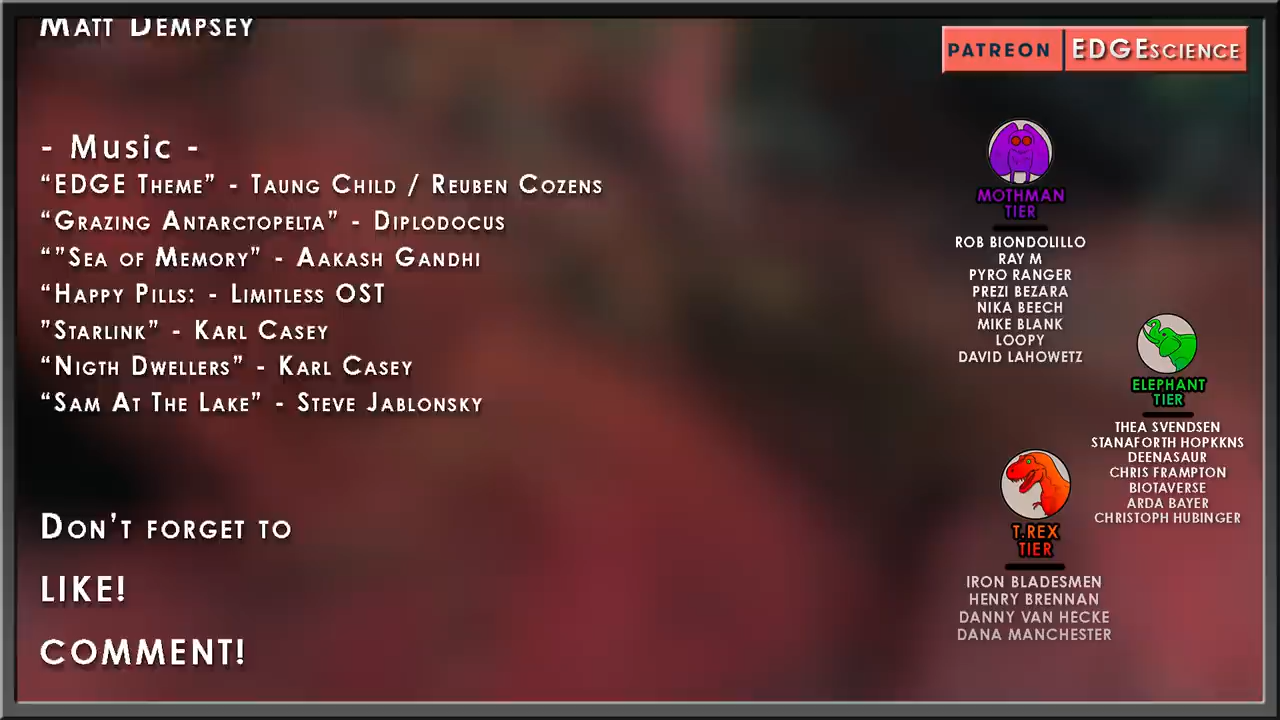 Matt Dempsey
- Music -
“EDGE Theme” - Taung Child / Reuben Cozens
“Grazing Antarctopelta” - Diplodocus
“”Sea of Memory” - Aakash Gandhi
“Happy Pills: - Limitless OST
”Starlink” - Karl Casey
“Nigth Dwellers” - Karl Casey
“Sam At The Lake” - Steve Jablonsky
Don’t forget to
LIKE!
COMMENT!
PATREON EDGEscience
MOTHMAN
TIER
ROB BIONDOLILLO
RAY M
PYRO RANGER
PREZI BEZARA
NIKA BEECH
MIKE BLANK
LOOPY
DAVID LAHOWETZ
ELEPHANT
TIER
THEA SVENDSEN
STANAFORTH HOPKKNS
DEENASAUR
CHRIS FRAMPTON
BIOTAVERSE
ARDA BAYER
CHRISTOPH HUBINGER
T.REX
TIER
IRON BLADESMEN
HENRY BRENNAN
DANNY VAN HECKE
DANA MANCHESTER